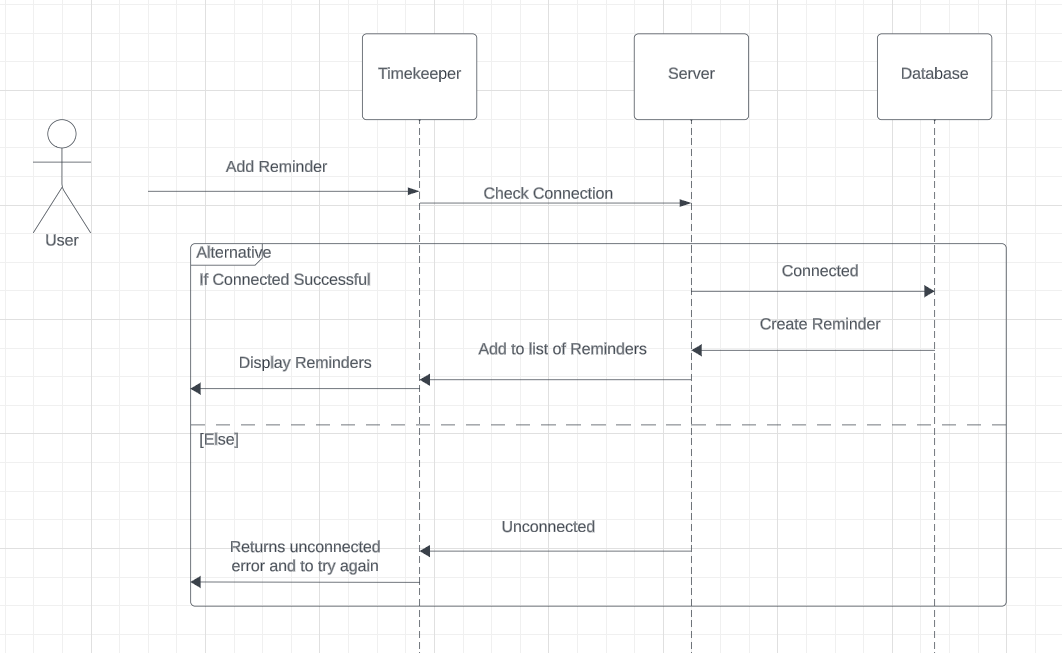 Timekeeper
Server
Database
Add Reminder
Check Connection
User
Alternative
If Connected Successful
Connected
Create Reminder
Add to list of Reminders
Display Reminders
[Else]
Unconnected
Returns unconnected
error and to try again